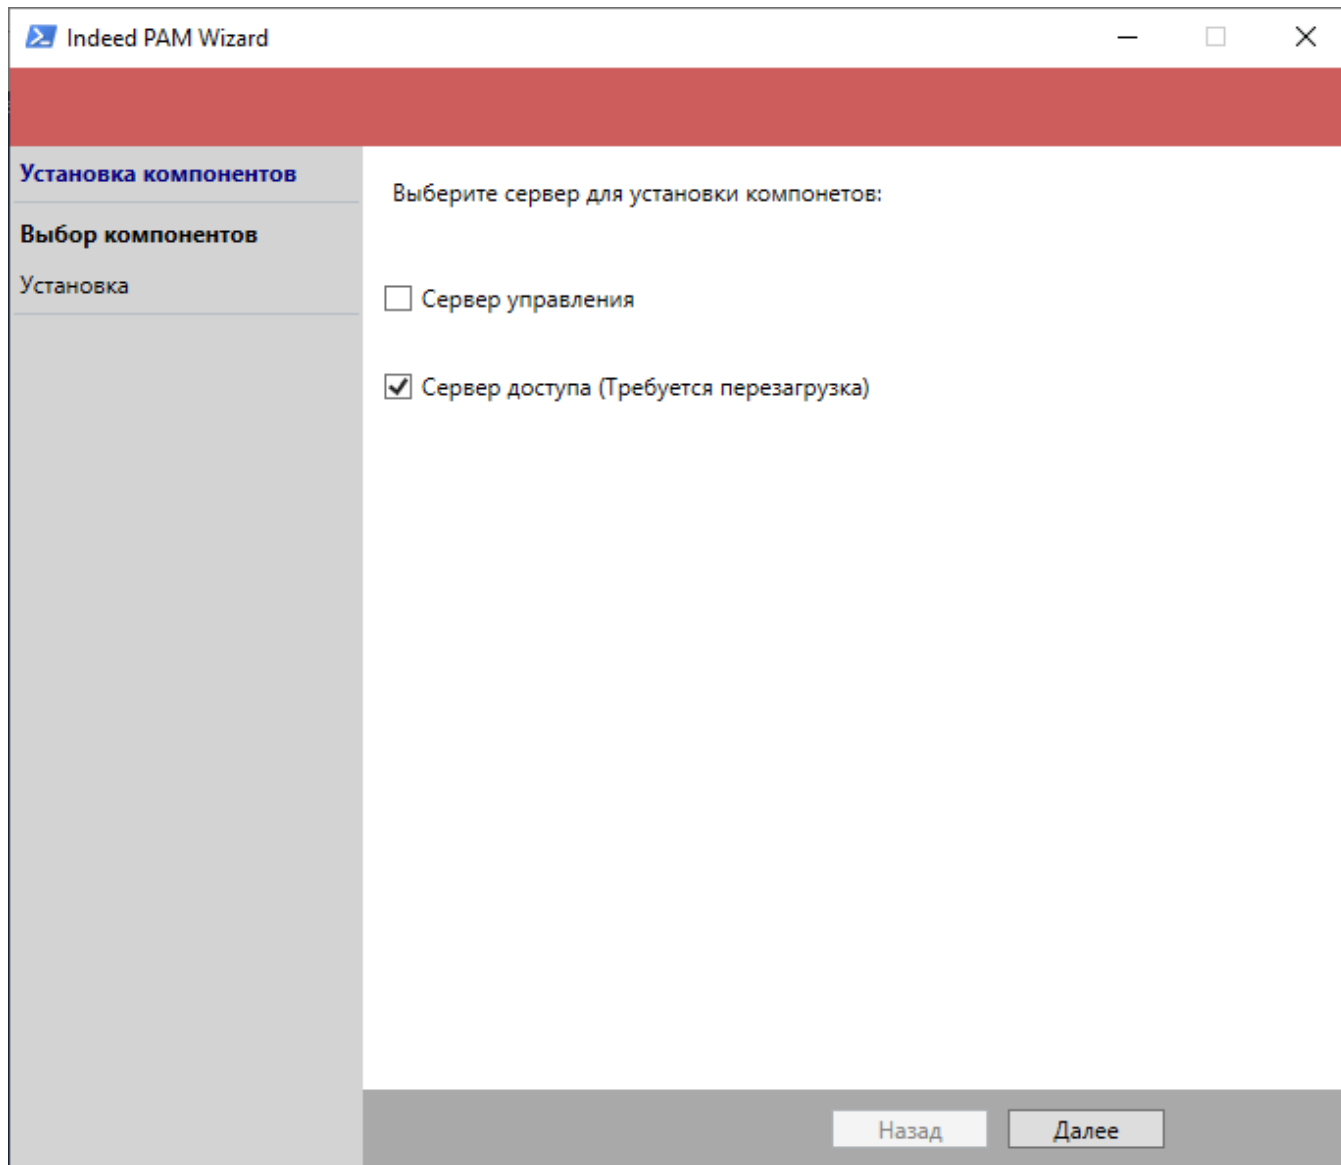 Indeed PAM Wizard
Установка компонентов
Выбор компонентов
Установка
Выберите сервер для установки компонетов:
Сервер управления
Сервер доступа (Требуется перезагрузка)
Назад
Далее